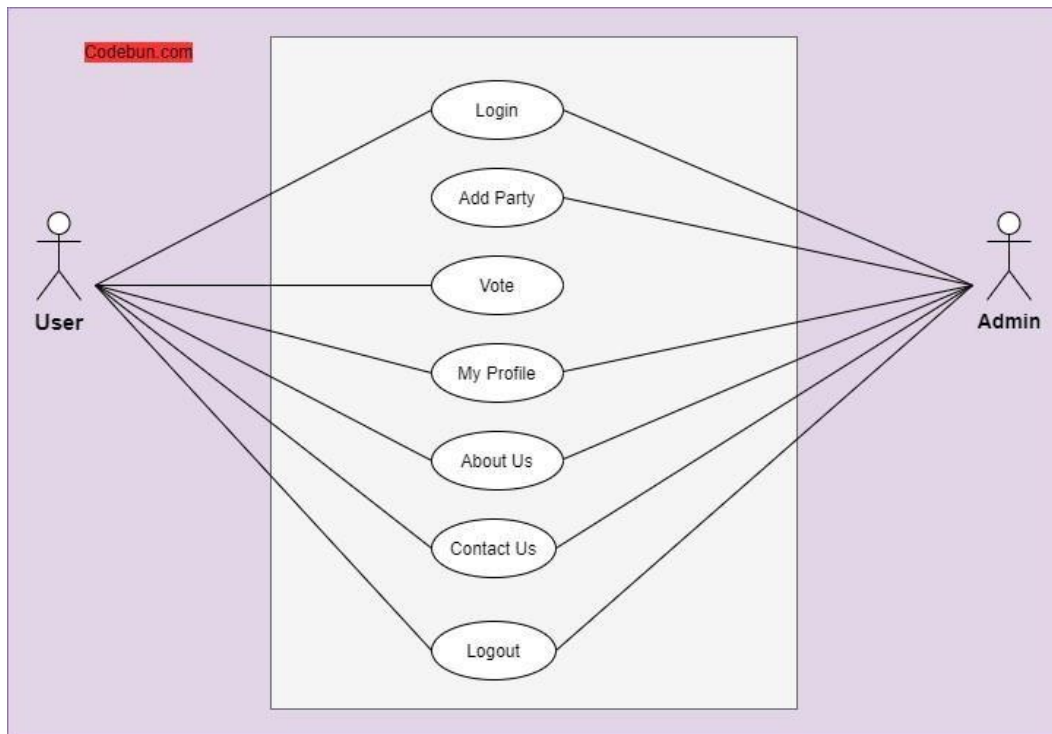 Codebun.com
Login
Add Party
Vote
User
Admin
My Profile
About Us
Contact Us
Logout